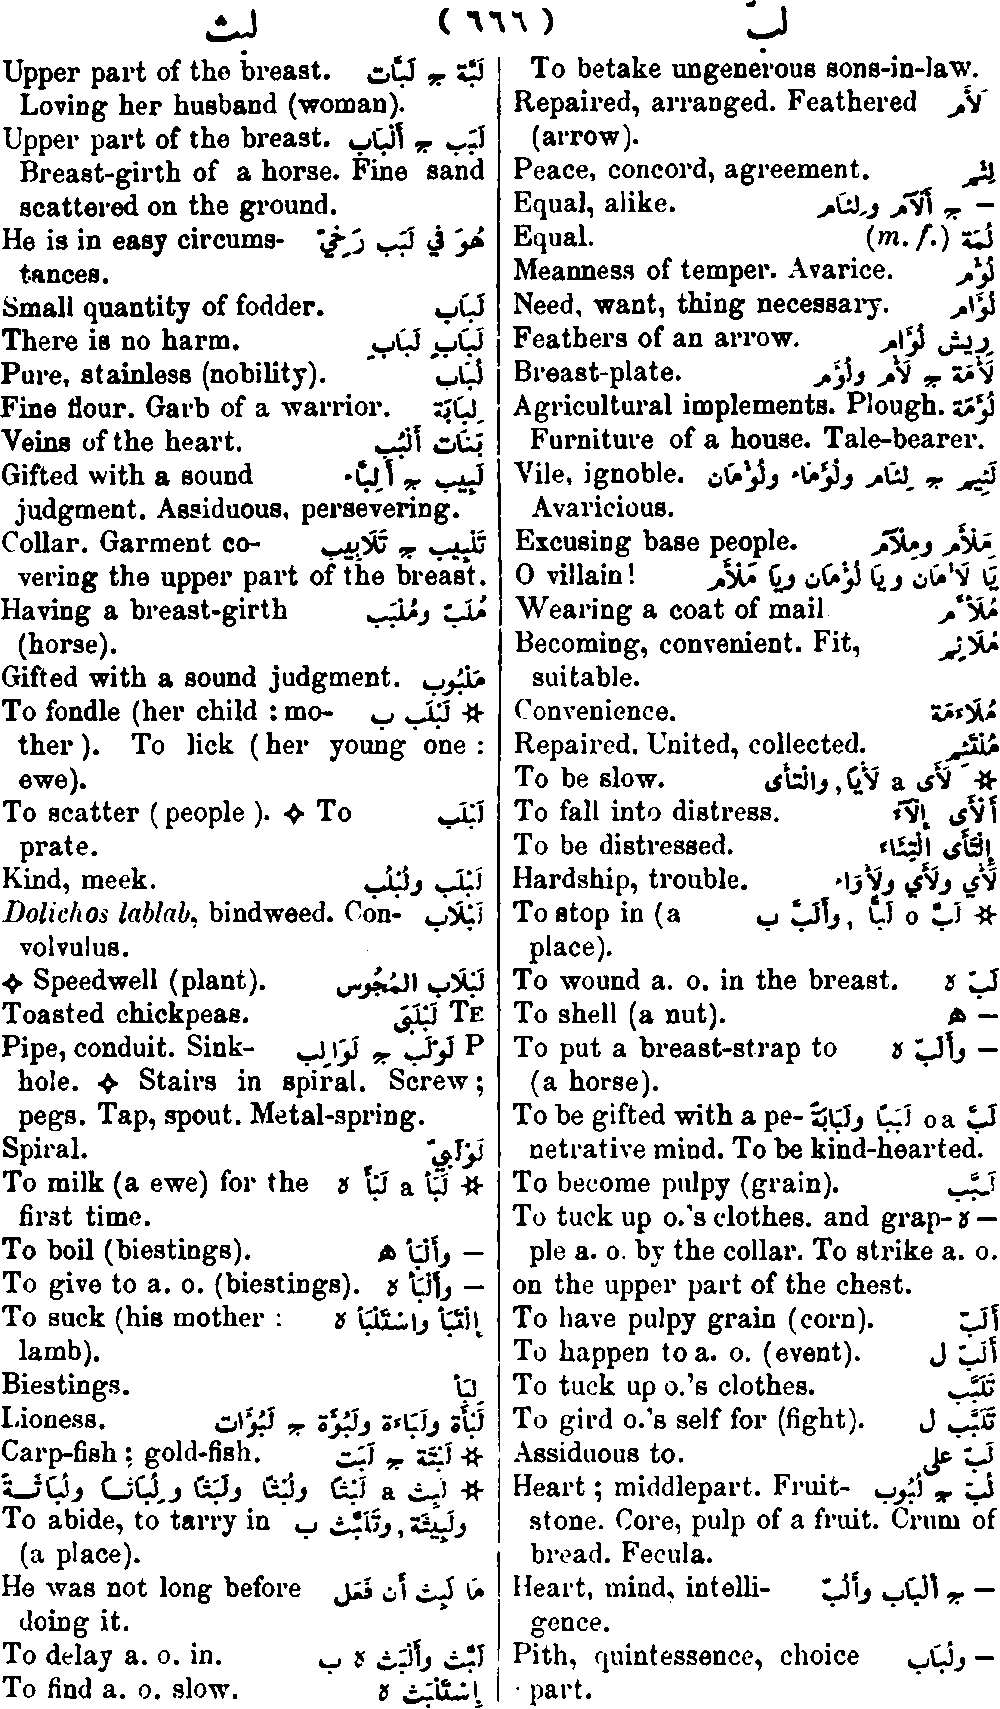 لبث ( ٦٦٦ ) لبّ
To betake ungenerous sons-in-law.
Repaired, arranged. Feathered لَأْم
(arrow).
Peace, concord, agreement. لِئْم
Equal, alike. — ج أَلْآم ولِئَام
Equal. (m. f.) لُمَة
Meanness of temper. Avarice. لُؤْم
Need, want, thing necessary. لُؤَام
Feathers of an arrow. رِيش لُؤَام
Breast-plate. لَأْمَة ج لَأْم ولُؤَم
Agricultural implements. Plough. لُؤْمَة
Furniture of a house. Tale-bearer.
Vile, ignoble. لَئِيم ج لِئَام ولُؤَمَاء ولُؤْمَان
Avaricious.
Excusing base people. مِلْأَم ومِلْآم
O villain! يَا لَأْمَان ويَا لُؤْمَان ويَا مَلْأَم
Wearing a coat of mail مُلَأَّم
Becoming, convenient. Fit, مُلَائِم
suitable.
Convenience. مُلَاءَمَة
Repaired. United, collected. مُلْتَئِم
To be slow. ✲ لَأَى a لَأْيًا, والْتَأَى
To fall into distress. أَلْأَى إِلْآءً
To be distressed. إِلْتَأَى الْتِئَاء
Hardship, trouble. لَأْي ولَأًى ولَأْوَاء
To stop in (a ✲ لَبَّ o لَبًّا, وأَلَبَّ ب
place).
To wound a. o. in the breast. لَبَّ ه
To shell (a nut). — ه
To put a breast-strap to — وأَلَبَّ ه
(a horse).
To be gifted with a pe- لَبَّ o a لَبَبًا ولَبَابَةً
netrative mind. To be kind-hearted.
To become pulpy (grain). لَبَّبَ
To tuck up o.'s clothes. and grap- — ه
ple a. o. by the collar. To strike a. o.
on the upper part of the chest.
To have pulpy grain (corn). أَلَبَّ
To happen to a. o. (event). أَلَبَّ ل
To tuck up o.'s clothes. تَلَبَّبَ
To gird o.'s self for (fight). تَلَبَّبَ ل
Assiduous to. لَبّ على
Heart ; middlepart. Fruit- لُبّ ج لُبُوب
stone. Core, pulp of a fruit. Crum of
bread. Fecula.
Heart, mind, intelli- — ج أَلْبَاب وأَلُبّ
gence.
Pith, quintessence, choice — ولُبَاب
part.
Upper part of the breast. لَبَّة ج لَبَّات
Loving her husband (woman).
Upper part of the breast. لَبَب ج أَلْبَاب
Breast-girth of a horse. Fine sand
scattered on the ground.
He is in easy circums- هُوَ فِي لَبَب رَخِيّ
tances.
Small quantity of fodder. لَبَاب
There is no harm. لَبَابِ لَبَابِ
Pure, stainless (nobility). لُبَاب
Fine flour. Garb of a warrior. لِبَابَة
Veins of the heart. بَنَات أَلْبُب
Gifted with a sound لَبِيب ج أَلِبَّاء
judgment. Assiduous, persevering.
Collar. Garment co- تَلْبِيب ج تَلَابِيب
vering the upper part of the breast.
Having a breast-girth مُلَبّ ومُلْبَب
(horse).
Gifted with a sound judgment. مَلْبُوب
To fondle (her child : mo- ✲ لَبْلَبَ ب
ther ). To lick ( her young one :
ewe).
To scatter ( people ). ✧ To لَبْلَبَ
prate.
Kind, meek. لَبْلَب ولُبْلُب
Dolichos lablab, bindweed. Con- لَبْلَاب
volvulus.
✧ Speedwell (plant). لَبْلَاب المَجُوس
Toasted chickpeas. TE لَبْلَبِي
Pipe, conduit. Sink- P لَوْلَب ج لَوَالِب
hole. ✧ Stairs in spiral. Screw ;
pegs. Tap, spout. Metal-spring.
Spiral. لَوْلَبِيّ
To milk (a ewe) for the ✲ لَبَأَ a لَبْأً ه
first time.
To boil (biestings). — وأَلْبَأَ ه
To give to a. o. (biestings). — وأَلْبَأَ ه
To suck (his mother : إِلْتَبَأَ واسْتَلْبَأَ ه
lamb).
Biestings. لِبَأ
Lioness. لَبْأَة ولَبَاءَة ولَبُؤَة ج لَبُؤَات
Carp-fish ; gold-fish. ✲ لَبْتَة ج لَبَت
✲ لَبِثَ a لَبْثًا ولُبْثًا ولَبَثًا ولِبَاثًا ولَبَاثَةً
To abide, to tarry in ولَبِيثَةً, وتَلَبَّثَ ب
(a place).
He was not long before مَا لَبِثَ أَن فَعَل
doing it.
To delay a. o. in. لَبَّثَ وأَلْبَثَ ه ب
To find a. o. slow. إِسْتَلْبَثَ ه